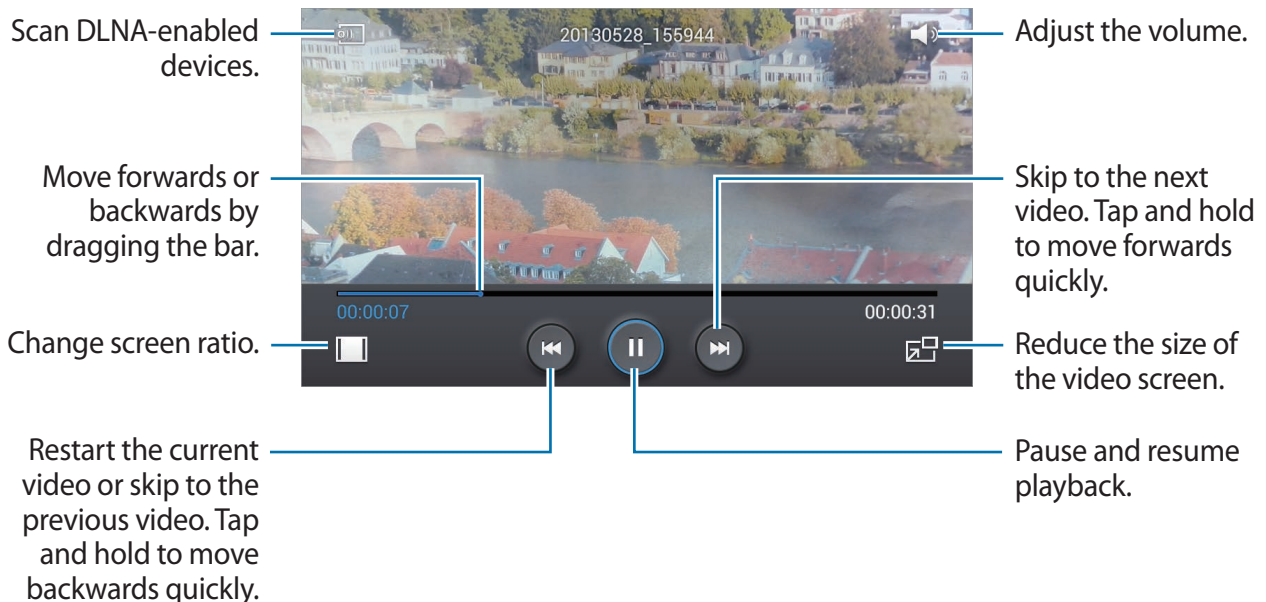 Scan DLNA-enabled
devices.
20130528_155944
Adjust the volume.
Move forwards or
backwards by
dragging the bar.
Skip to the next
video. Tap and hold
to move forwards
quickly.
00:00:07
00:00:31
Change screen ratio.
Reduce the size of
the video screen.
Restart the current
video or skip to the
previous video. Tap
and hold to move
backwards quickly.
Pause and resume
playback.